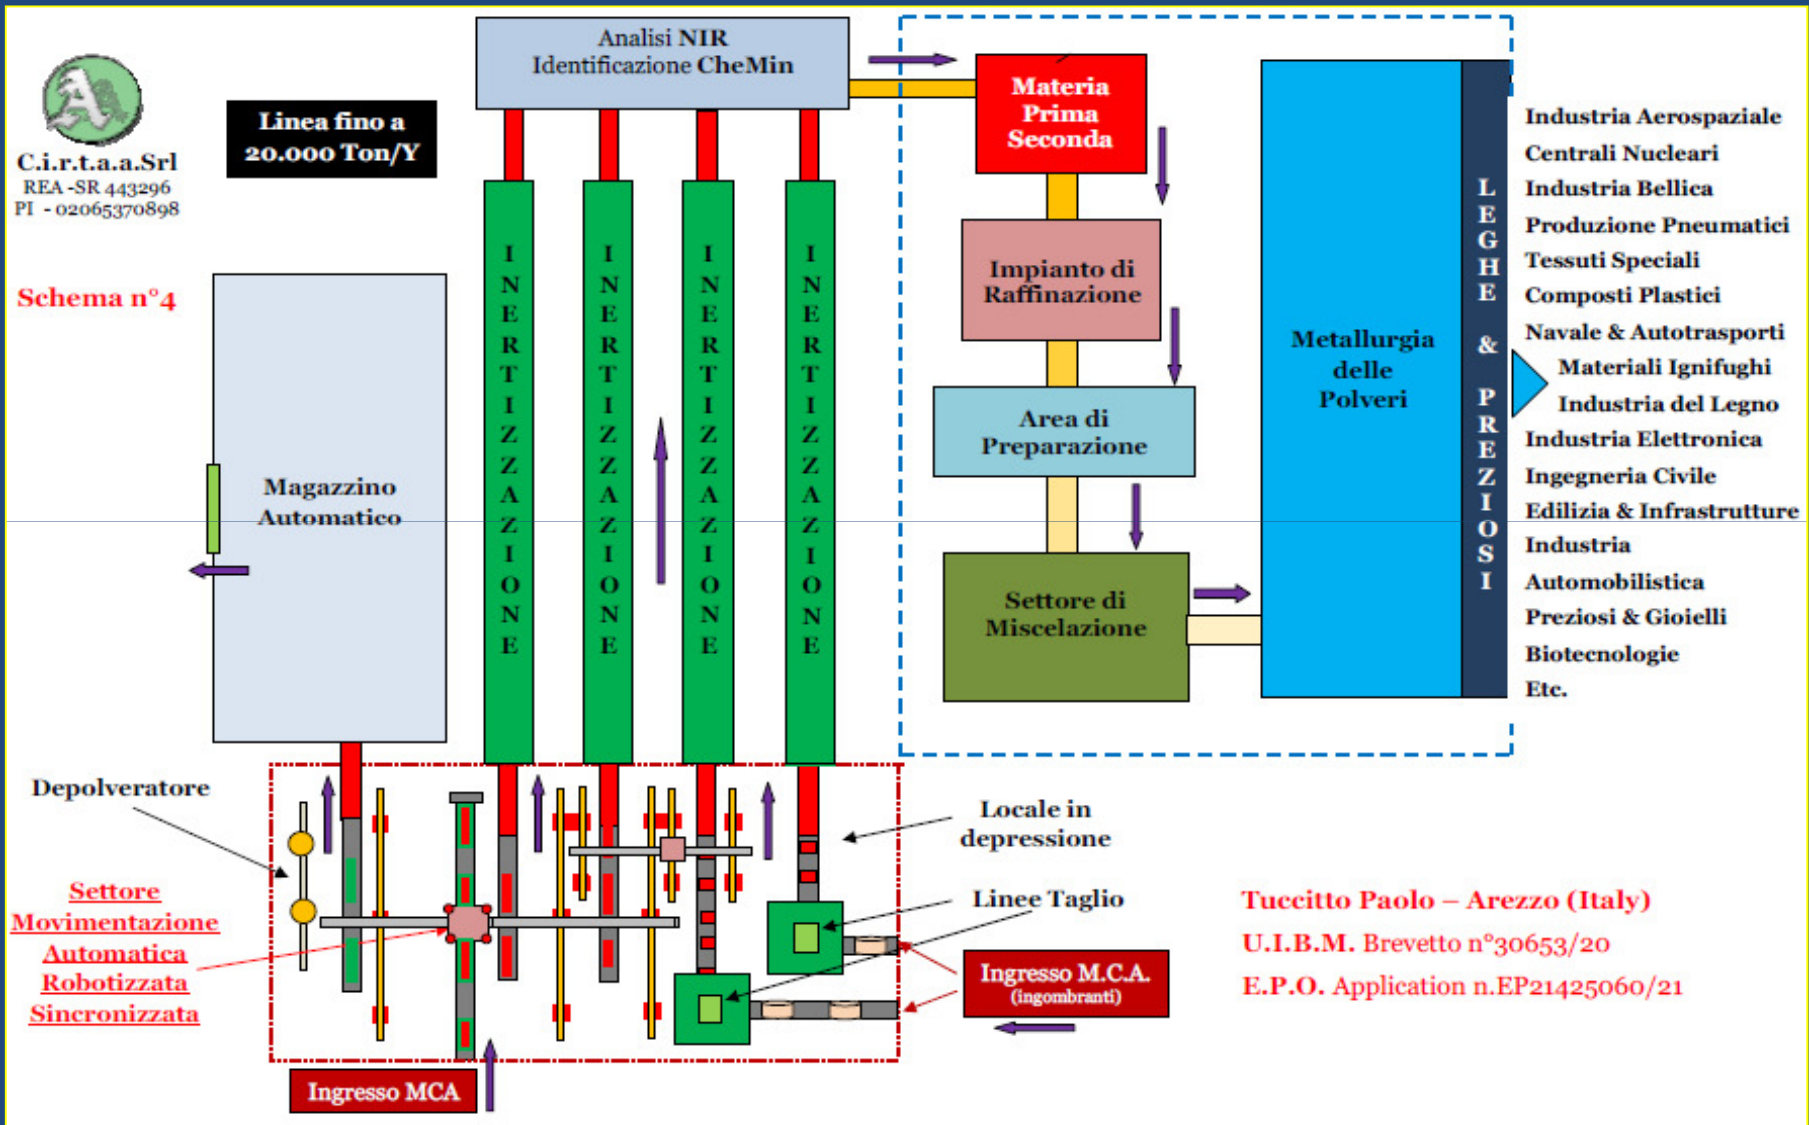 C.i.r.t.a.a.Srl
REA -SR 443296
PI - 02065370898
Linea fino a
20.000 Ton/Y
Schema n°4
Analisi NIR
Identificazione CheMin
Materia
Prima
Seconda
Impianto di
Raffinazione
Area di
Preparazione
Settore di
Miscelazione
Metallurgia
delle
Polveri
LEGHE & PREZIOSI
Industria Aerospaziale
Centrali Nucleari
Industria Bellica
Produzione Pneumatici
Tessuti Speciali
Composti Plastici
Navale & Autotrasporti
Materiali Ignifughi
Industria del Legno
Industria Elettronica
Ingegneria Civile
Edilizia & Infrastrutture
Industria
Automobilistica
Preziosi & Gioielli
Biotecnologie
Etc.
INERTIZZAZIONE
INERTIZZAZIONE
INERTIZZAZIONE
INERTIZZAZIONE
Magazzino
Automatico
Depolveratore
Settore
Movimentazione
Automatica
Robotizzata
Sincronizzata
Ingresso MCA
Locale in
depressione
Linee Taglio
Ingresso M.C.A.
(ingombranti)
Tuccitto Paolo – Arezzo (Italy)
U.I.B.M. Brevetto n°30653/20
E.P.O. Application n.EP21425060/21